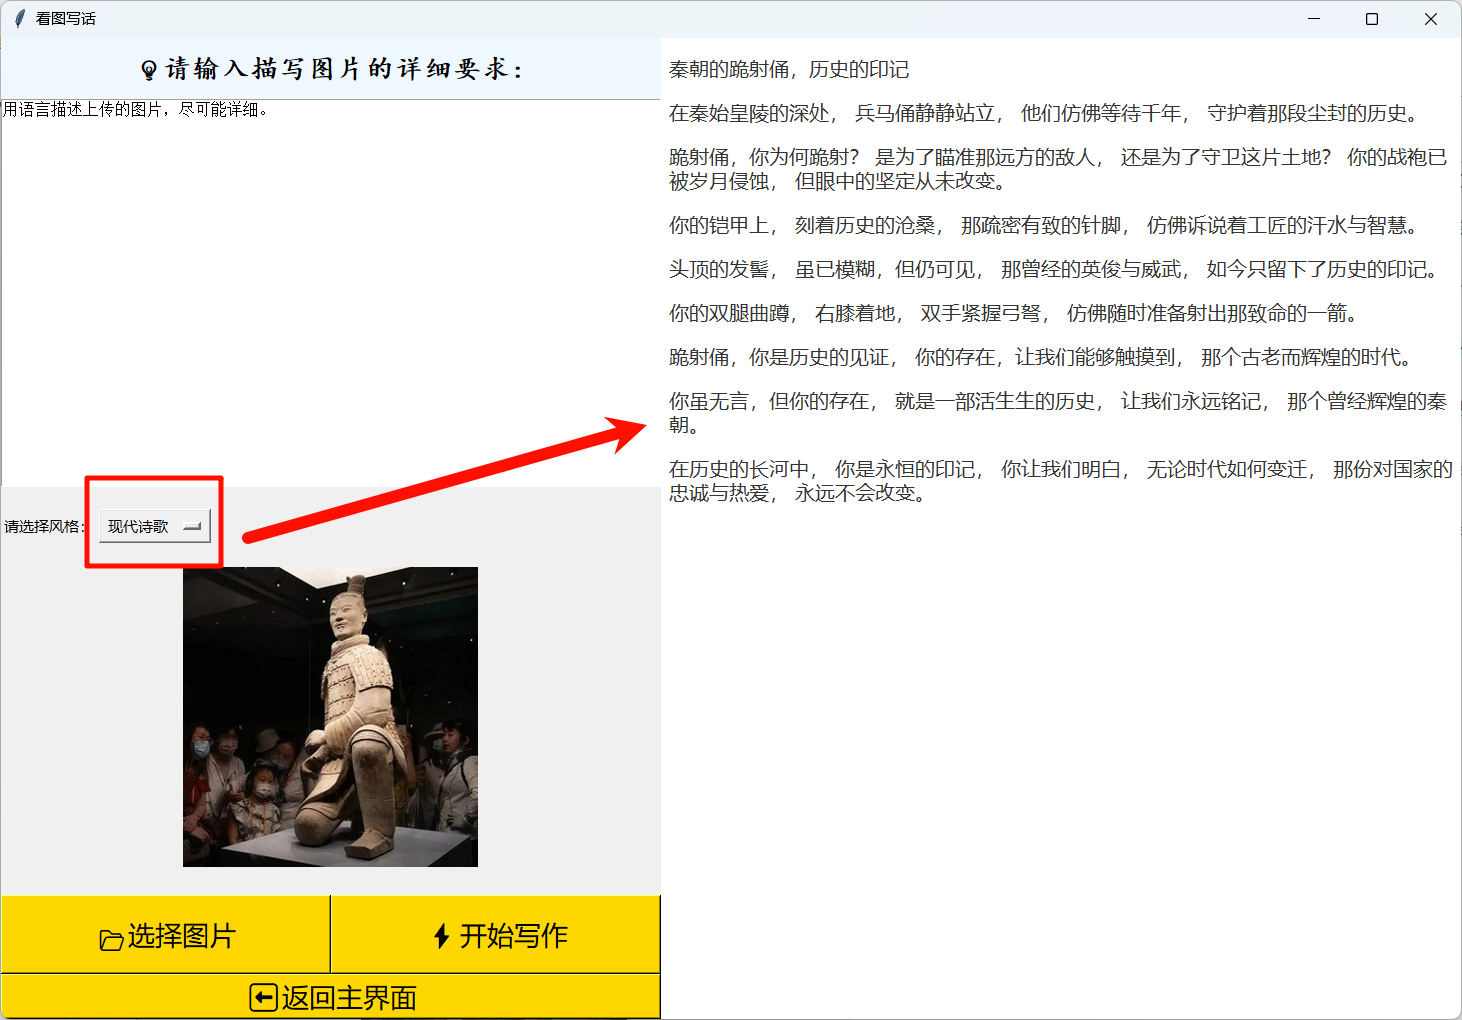 看图写话
请输入描写图片的详细要求：
用语言描述上传的图片，尽可能详细。
请选择风格：
现代诗歌
选择图片
开始写作
返回主界面
秦朝的跪射俑，历史的印记
在秦始皇陵的深处， 兵马俑静静站立， 他们仿佛等待千年， 守护着那段尘封的历史。
跪射俑，你为何跪射？ 是为了瞄准那远方的敌人， 还是为了守卫这片土地？ 你的战袍已
被岁月侵蚀， 但眼中的坚定从未改变。
你的铠甲上， 刻着历史的沧桑， 那疏密有致的针脚， 仿佛诉说着工匠的汗水与智慧。
头顶的发髻， 虽已模糊，但仍可见， 那曾经的英俊与威武， 如今只留下了历史的印记。
你的双腿曲蹲， 右膝着地， 双手紧握弓弩， 仿佛随时准备射出那致命的一箭。
跪射俑，你是历史的见证， 你的存在，让我们能够触摸到， 那个古老而辉煌的时代。
你虽无言，但你的存在， 就是一部活生生的历史， 让我们永远铭记， 那个曾经辉煌的秦
朝。
在历史的长河中， 你是永恒的印记， 你让我们明白， 无论时代如何变迁， 那份对国家的
忠诚与热爱， 永远不会改变。